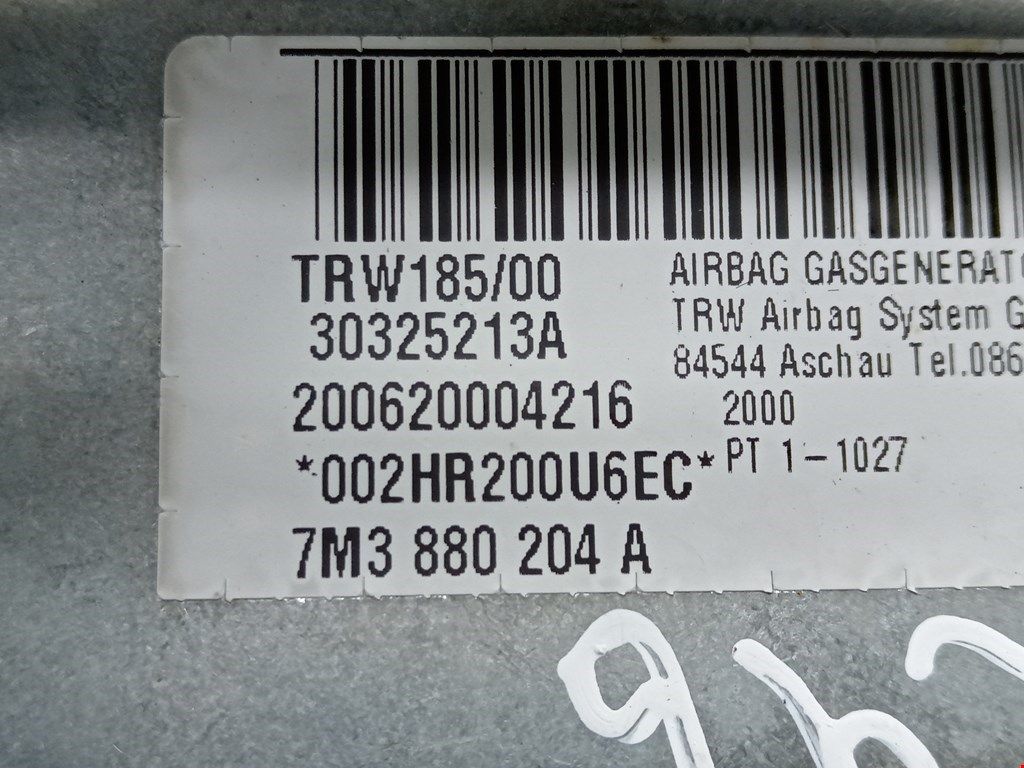 TRW185/00
30325213A
200620004216
*002HR200U6EC*
7M3 880 204 A
AIRBAG GASGENERATO
TRW Airbag System G
84544 Aschau Tel.086
2000
PT 1-1027